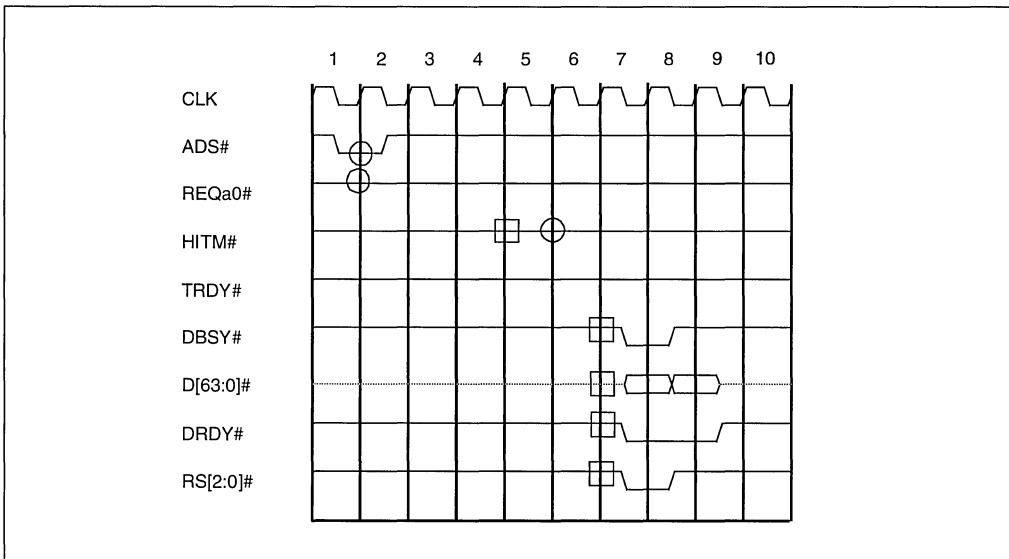 1 2 3 4 5 6 7 8 9 10
CLK
ADS#
REQa0#
HITM#
TRDY#
DBSY#
D[63:0]#
DRDY#
RS[2:0]#